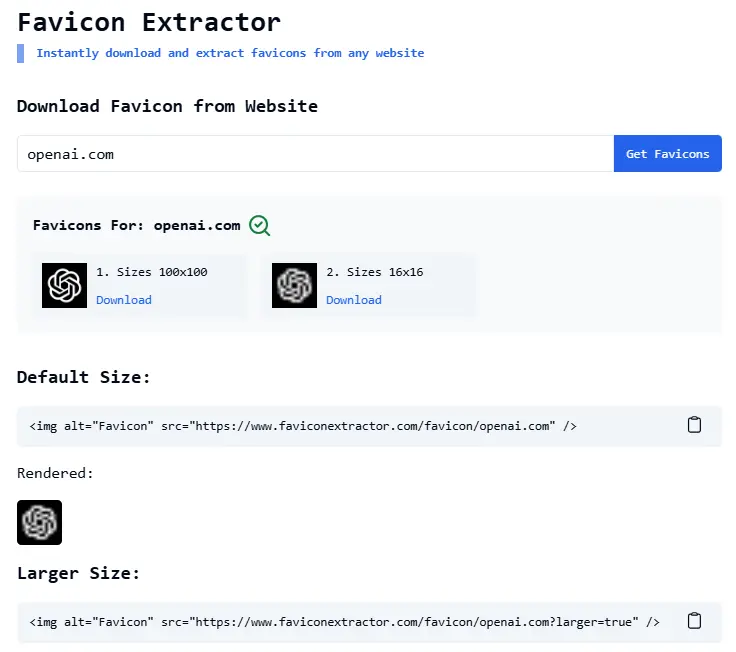 Favicon Extractor
Instantly download and extract favicons from any website
Download Favicon from Website
openai.com
Get Favicons
Favicons For: openai.com
1. Sizes 100x100
Download
2. Sizes 16x16
Download
Default Size:
<img alt="Favicon" src="https://www.faviconextractor.com/favicon/openai.com" />
Rendered:
Larger Size:
<img alt="Favicon" src="https://www.faviconextractor.com/favicon/openai.com?larger=true" />